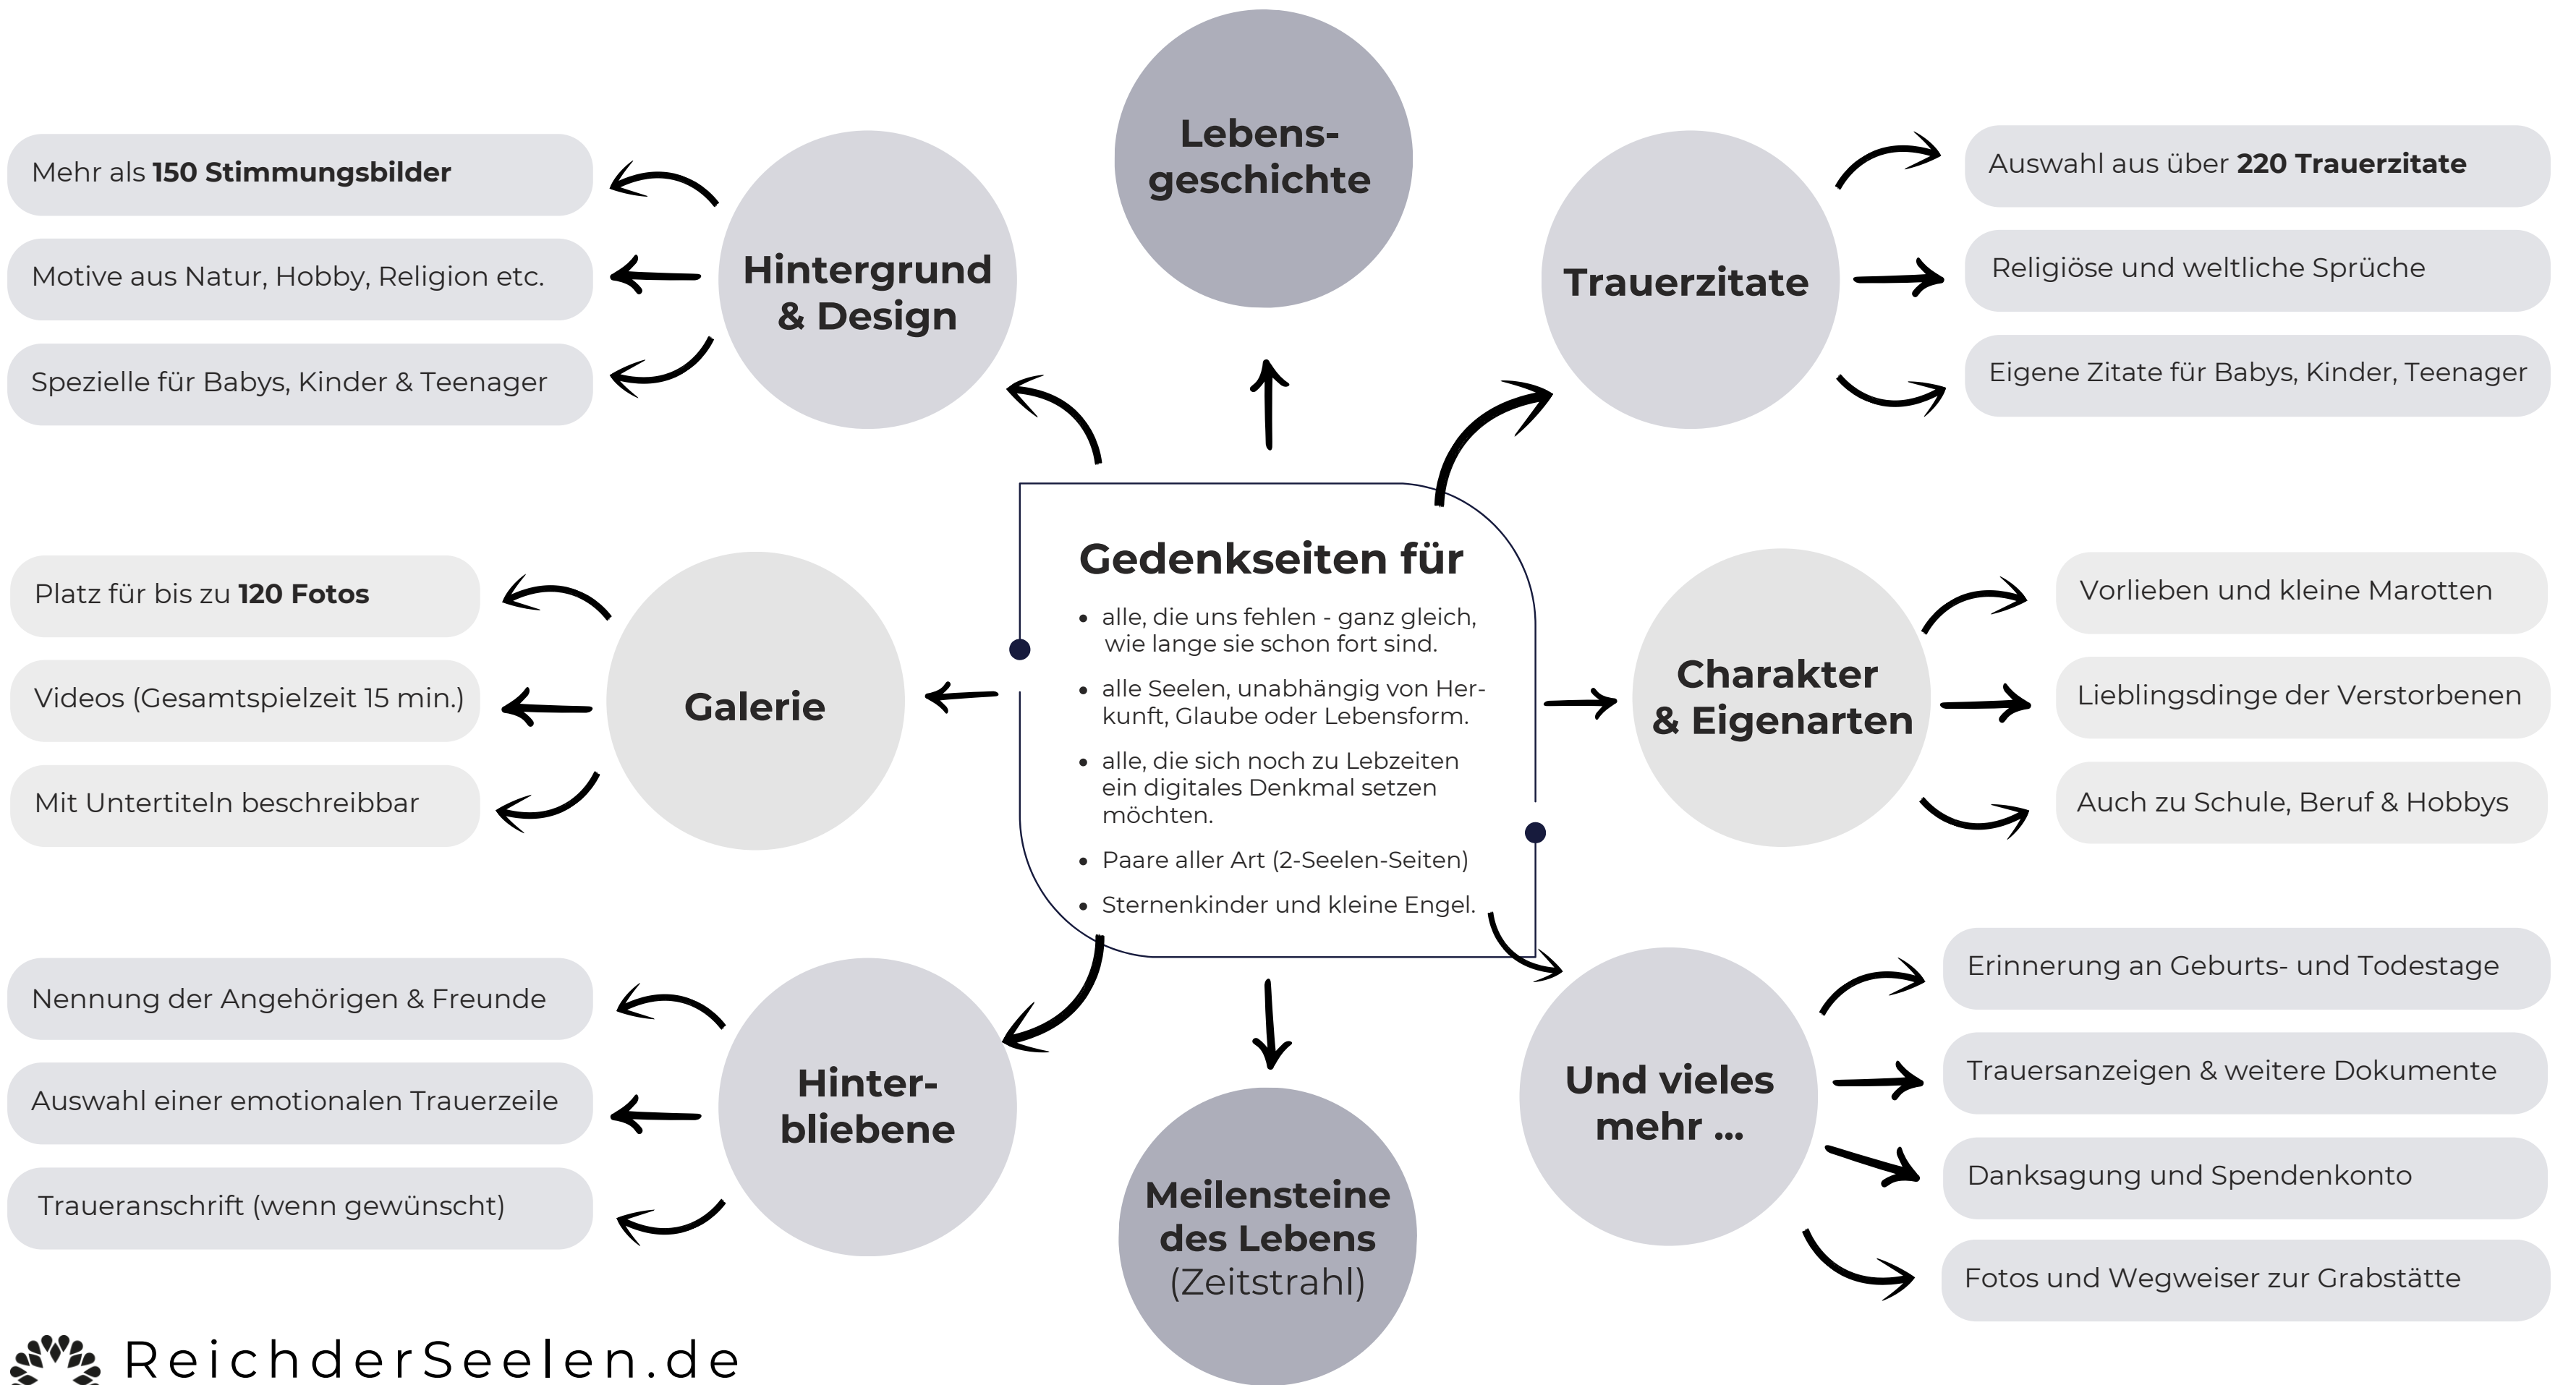 Lebens-
geschichte
Hintergrund
& Design
Mehr als 150 Stimmungsbilder
Motive aus Natur, Hobby, Religion etc.
Spezielle für Babys, Kinder & Teenager
Trauerzitate
Auswahl aus über 220 Trauerzitate
Religiöse und weltliche Sprüche
Eigene Zitate für Babys, Kinder, Teenager
Galerie
Platz für bis zu 120 Fotos
Videos (Gesamtspielzeit 15 min.)
Mit Untertiteln beschreibbar
Gedenkseiten für
• alle, die uns fehlen - ganz gleich,
wie lange sie schon fort sind.
• alle Seelen, unabhängig von Her-
kunft, Glaube oder Lebensform.
• alle, die sich noch zu Lebzeiten
ein digitales Denkmal setzen
möchten.
• Paare aller Art (2-Seelen-Seiten)
• Sternenkinder und kleine Engel.
Charakter
& Eigenarten
Vorlieben und kleine Marotten
Lieblingsdinge der Verstorbenen
Auch zu Schule, Beruf & Hobbys
Hinter-
bliebene
Nennung der Angehörigen & Freunde
Auswahl einer emotionalen Trauerzeile
Traueranschrift (wenn gewünscht)
Meilensteine
des Lebens
(Zeitstrahl)
Und vieles
mehr ...
Erinnerung an Geburts- und Todestage
Trauersanzeigen & weitere Dokumente
Danksagung und Spendenkonto
Fotos und Wegweiser zur Grabstätte
ReichderSeelen.de